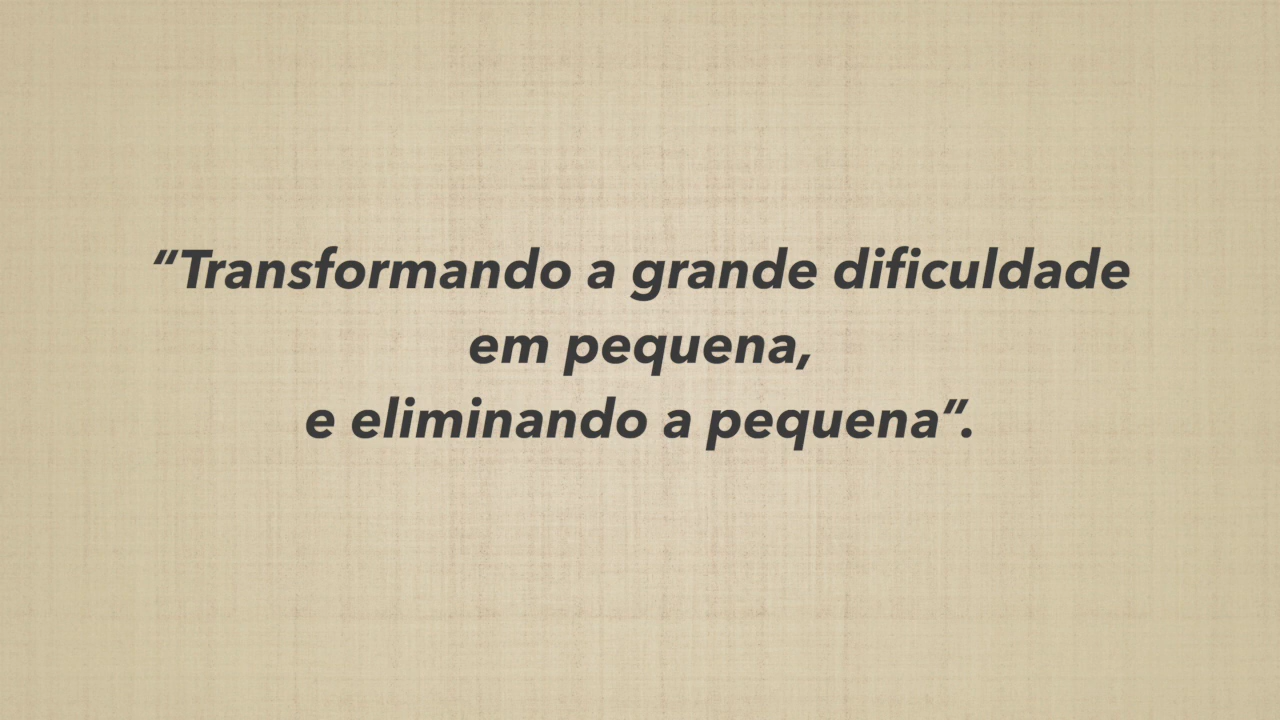 “Transformando a grande dificuldade
em pequena,
e eliminando a pequena”.